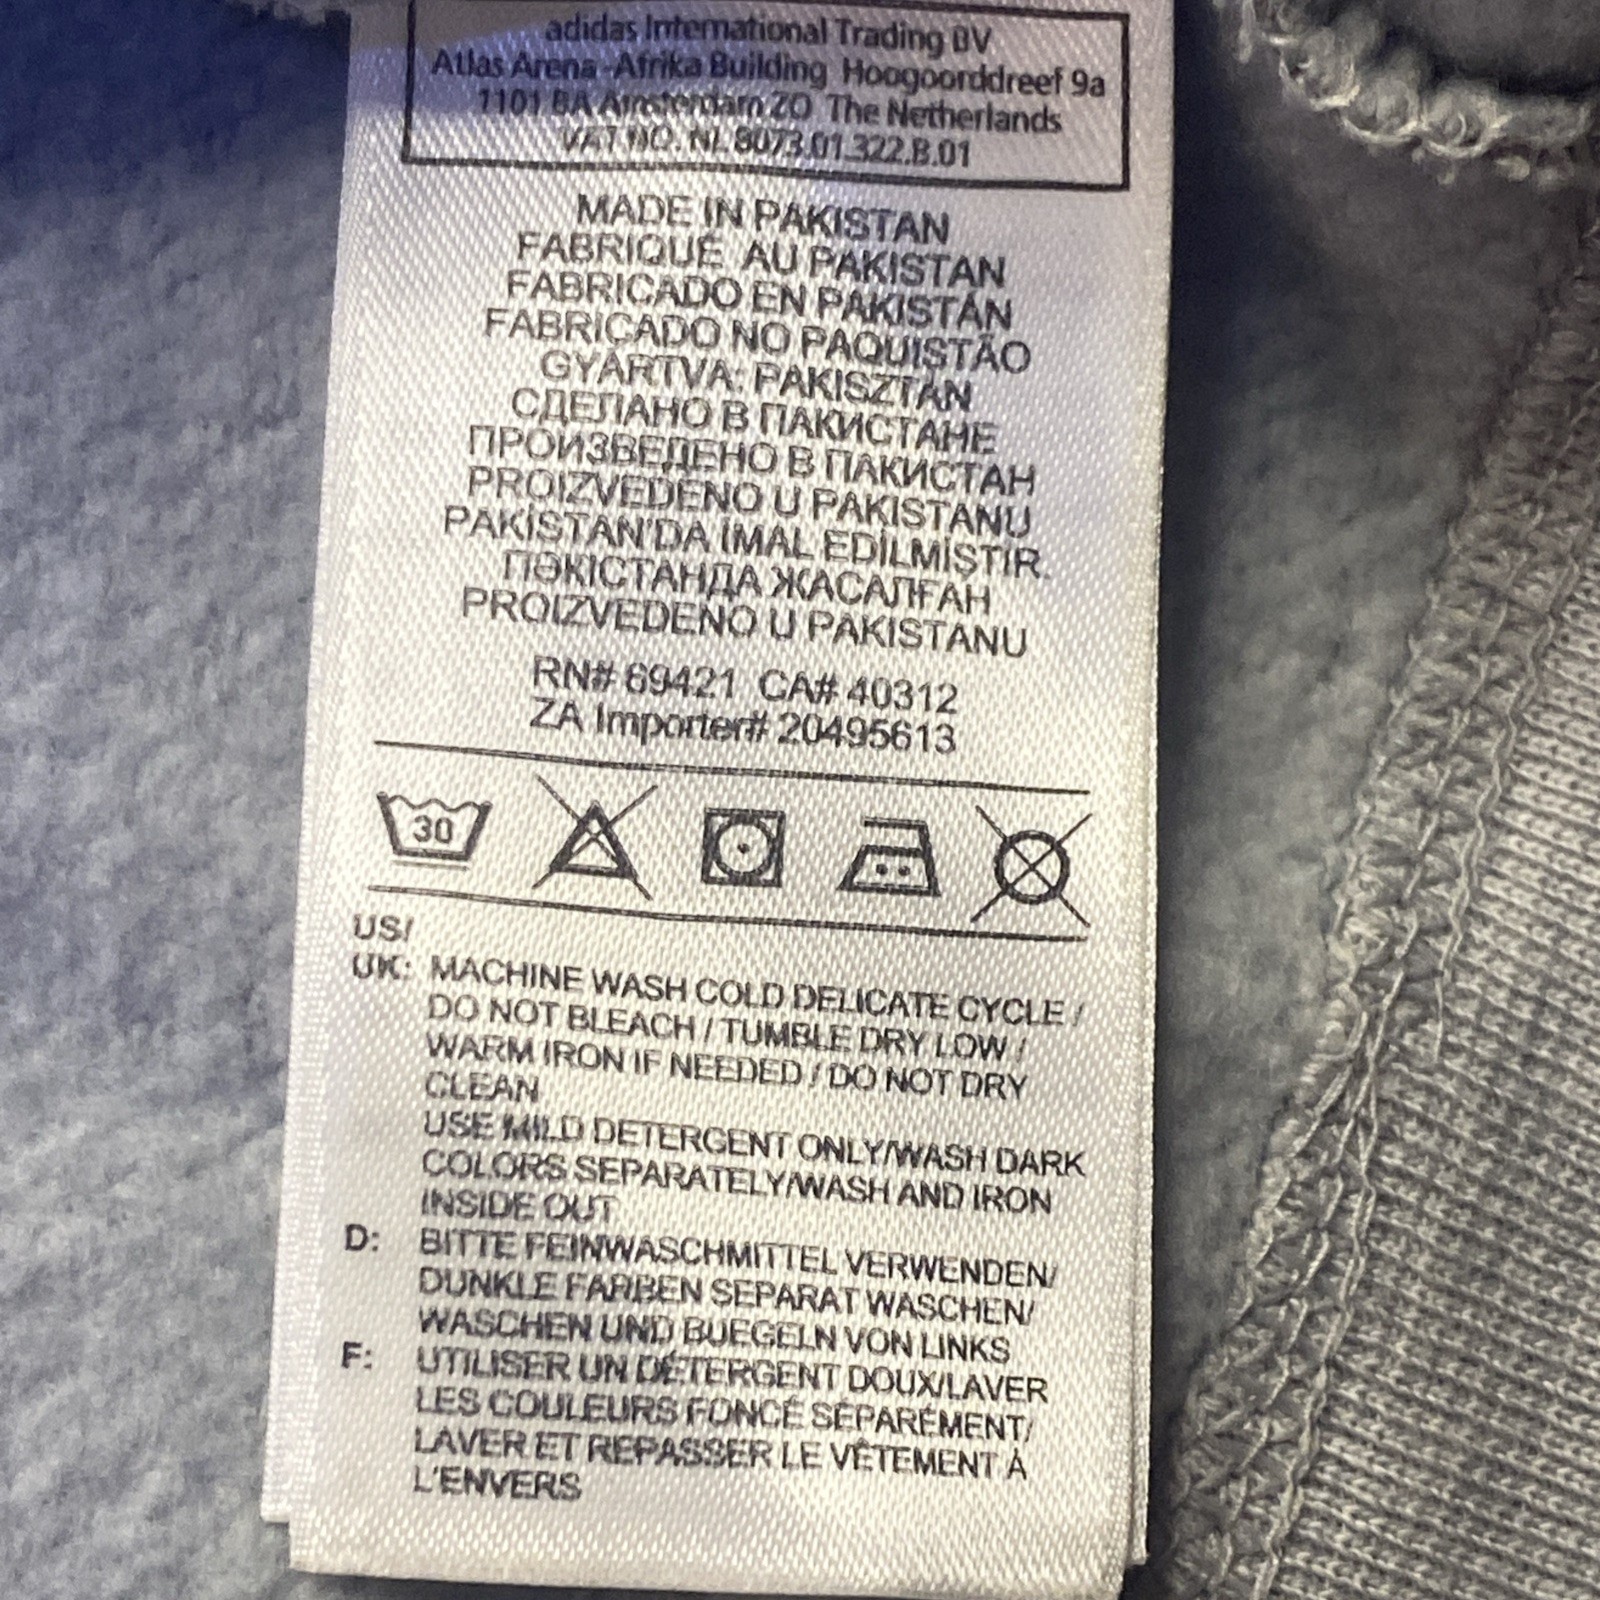 adidas International Trading BV
Atlas Arena-Afrika Building Hoogoorddreef 9a
1101 BA Amsterdam ZO The Netherlands
VAT NO. NL 8073.01.322.B.01
MADE IN PAKISTAN
FABRIQUÉ AU PAKISTAN
FABRICADO EN PAKISTÁN
FABRICADO NO PAQUISTÃO
GYÁRTVA: PAKISZTÁN
СДЕЛАНО В ПАКИСТАНЕ
ПРОИЗВЕДЕНО В ПАКИСТАН
PROIZVEDENO U PAKISTANU
PAKİSTAN'DA İMAL EDİLMİŞTİR.
ПӘКІСТАНДА ЖАСАЛҒАН
PROIZVEDENO U PAKISTANU
RN# 69421 CA# 40312
ZA Importer# 20495613
30
US/
UK: MACHINE WASH COLD DELICATE CYCLE /
DO NOT BLEACH / TUMBLE DRY LOW /
WARM IRON IF NEEDED / DO NOT DRY
CLEAN
USE MILD DETERGENT ONLY/WASH DARK
COLORS SEPARATELY/WASH AND IRON
INSIDE OUT
D: BITTE FEINWASCHMITTEL VERWENDEN/
DUNKLE FARBEN SEPARAT WASCHEN/
WASCHEN UND BUEGELN VON LINKS
F: UTILISER UN DÉTERGENT DOUX/LAVER
LES COULEURS FONCÉ SÉPARÉMENT/
LAVER ET REPASSER LE VÊTEMENT À
L'ENVERS